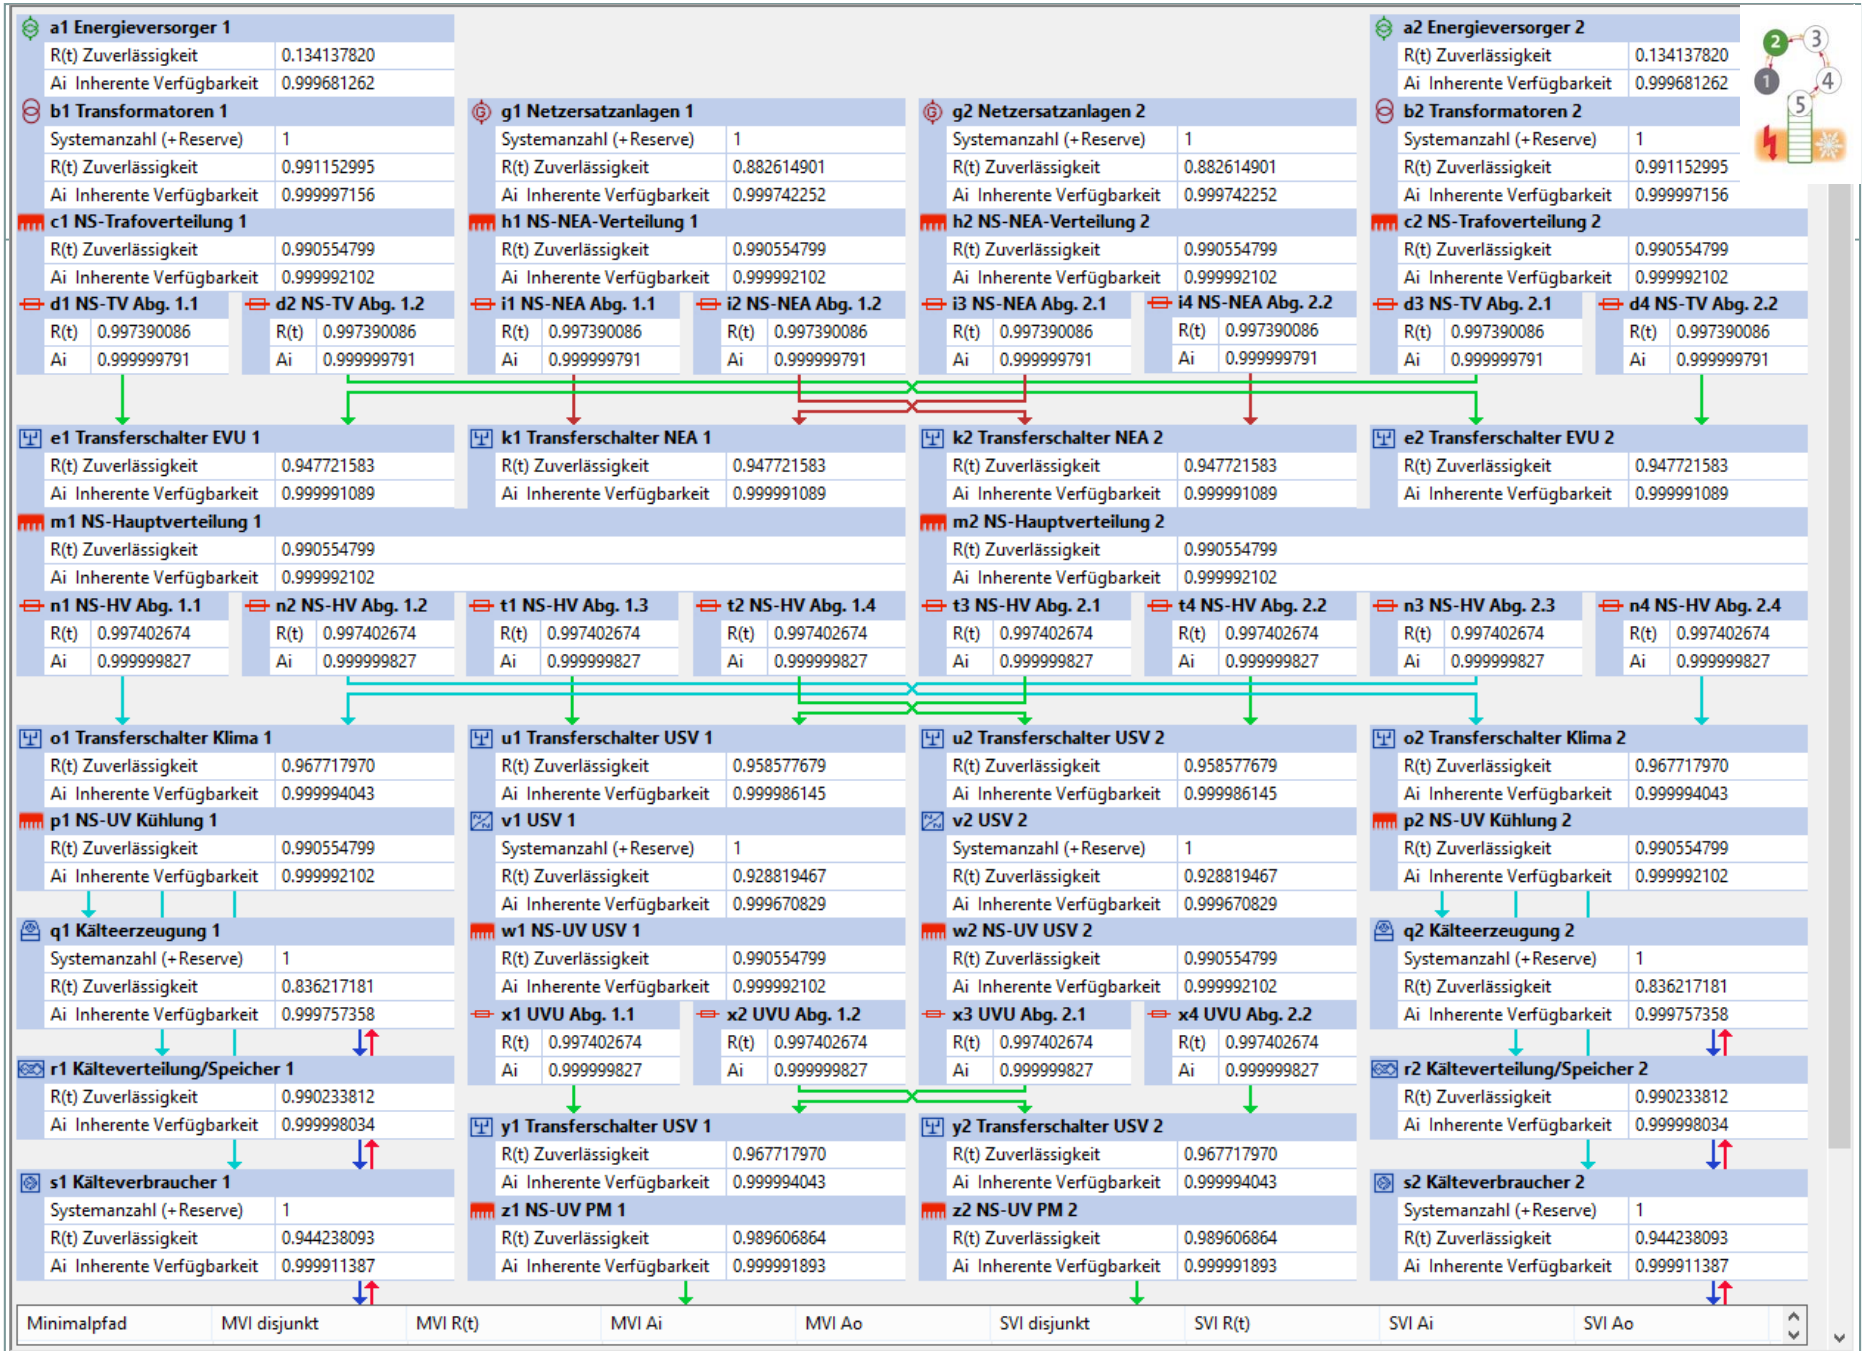 a1 Energieversorger 1 a2 Energieversorger 2
R(t) Zuverlässigkeit 0.134137820 R(t) Zuverlässigkeit 0.134137820
Ai Inherente Verfügbarkeit 0.999681262 Ai Inherente Verfügbarkeit 0.999681262
2 3 1 4 5
b1 Transformatoren 1 g1 Netzersatzanlagen 1 g2 Netzersatzanlagen 2 b2 Transformatoren 2
Systemanzahl (+Reserve) 1 Systemanzahl (+Reserve) 1 Systemanzahl (+Reserve) 1 Systemanzahl (+Reserve) 1
R(t) Zuverlässigkeit 0.991152995 R(t) Zuverlässigkeit 0.882614901 R(t) Zuverlässigkeit 0.882614901 R(t) Zuverlässigkeit 0.991152995
Ai Inherente Verfügbarkeit 0.999997156 Ai Inherente Verfügbarkeit 0.999742252 Ai Inherente Verfügbarkeit 0.999742252 Ai Inherente Verfügbarkeit 0.999997156
c1 NS-Trafoverteilung 1 h1 NS-NEA-Verteilung 1 h2 NS-NEA-Verteilung 2 c2 NS-Trafoverteilung 2
R(t) Zuverlässigkeit 0.990554799 R(t) Zuverlässigkeit 0.990554799 R(t) Zuverlässigkeit 0.990554799 R(t) Zuverlässigkeit 0.990554799
Ai Inherente Verfügbarkeit 0.999992102 Ai Inherente Verfügbarkeit 0.999992102 Ai Inherente Verfügbarkeit 0.999992102 Ai Inherente Verfügbarkeit 0.999992102
d1 NS-TV Abg. 1.1 d2 NS-TV Abg. 1.2 i1 NS-NEA Abg. 1.1 i2 NS-NEA Abg. 1.2 i3 NS-NEA Abg. 2.1 i4 NS-NEA Abg. 2.2 d3 NS-TV Abg. 2.1 d4 NS-TV Abg. 2.2
R(t) 0.997390086 R(t) 0.997390086 R(t) 0.997390086 R(t) 0.997390086 R(t) 0.997390086 R(t) 0.997390086 R(t) 0.997390086 R(t) 0.997390086
Ai 0.999999791 Ai 0.999999791 Ai 0.999999791 Ai 0.999999791 Ai 0.999999791 Ai 0.999999791 Ai 0.999999791 Ai 0.999999791
e1 Transferschalter EVU 1 k1 Transferschalter NEA 1 k2 Transferschalter NEA 2 e2 Transferschalter EVU 2
R(t) Zuverlässigkeit 0.947721583 R(t) Zuverlässigkeit 0.947721583 R(t) Zuverlässigkeit 0.947721583 R(t) Zuverlässigkeit 0.947721583
Ai Inherente Verfügbarkeit 0.999991089 Ai Inherente Verfügbarkeit 0.999991089 Ai Inherente Verfügbarkeit 0.999991089 Ai Inherente Verfügbarkeit 0.999991089
m1 NS-Hauptverteilung 1 m2 NS-Hauptverteilung 2
R(t) Zuverlässigkeit 0.990554799 R(t) Zuverlässigkeit 0.990554799
Ai Inherente Verfügbarkeit 0.999992102 Ai Inherente Verfügbarkeit 0.999992102
n1 NS-HV Abg. 1.1 n2 NS-HV Abg. 1.2 t1 NS-HV Abg. 1.3 t2 NS-HV Abg. 1.4 t3 NS-HV Abg. 2.1 t4 NS-HV Abg. 2.2 n3 NS-HV Abg. 2.3 n4 NS-HV Abg. 2.4
R(t) 0.997402674 R(t) 0.997402674 R(t) 0.997402674 R(t) 0.997402674 R(t) 0.997402674 R(t) 0.997402674 R(t) 0.997402674 R(t) 0.997402674
Ai 0.999999827 Ai 0.999999827 Ai 0.999999827 Ai 0.999999827 Ai 0.999999827 Ai 0.999999827 Ai 0.999999827 Ai 0.999999827
o1 Transferschalter Klima 1 u1 Transferschalter USV 1 u2 Transferschalter USV 2 o2 Transferschalter Klima 2
R(t) Zuverlässigkeit 0.967717970 R(t) Zuverlässigkeit 0.958577679 R(t) Zuverlässigkeit 0.958577679 R(t) Zuverlässigkeit 0.967717970
Ai Inherente Verfügbarkeit 0.999994043 Ai Inherente Verfügbarkeit 0.999986145 Ai Inherente Verfügbarkeit 0.999986145 Ai Inherente Verfügbarkeit 0.999994043
p1 NS-UV Kühlung 1 v1 USV 1 v2 USV 2 p2 NS-UV Kühlung 2
R(t) Zuverlässigkeit 0.990554799 Systemanzahl (+Reserve) 1 Systemanzahl (+Reserve) 1 R(t) Zuverlässigkeit 0.990554799
Ai Inherente Verfügbarkeit 0.999992102 R(t) Zuverlässigkeit 0.928819467 R(t) Zuverlässigkeit 0.928819467 Ai Inherente Verfügbarkeit 0.999992102
Ai Inherente Verfügbarkeit 0.999670829 Ai Inherente Verfügbarkeit 0.999670829
q1 Kälteerzeugung 1 w1 NS-UV USV 1 w2 NS-UV USV 2 q2 Kälteerzeugung 2
Systemanzahl (+Reserve) 1 R(t) Zuverlässigkeit 0.990554799 R(t) Zuverlässigkeit 0.990554799 Systemanzahl (+Reserve) 1
R(t) Zuverlässigkeit 0.836217181 Ai Inherente Verfügbarkeit 0.999992102 Ai Inherente Verfügbarkeit 0.999992102 R(t) Zuverlässigkeit 0.836217181
Ai Inherente Verfügbarkeit 0.999757358 x1 UVU Abg. 1.1 x2 UVU Abg. 1.2 x3 UVU Abg. 2.1 x4 UVU Abg. 2.2 Ai Inherente Verfügbarkeit 0.999757358
R(t) 0.997402674 R(t) 0.997402674 R(t) 0.997402674 R(t) 0.997402674
r1 Kälteverteilung/Speicher 1 Ai 0.999999827 Ai 0.999999827 Ai 0.999999827 Ai 0.999999827 r2 Kälteverteilung/Speicher 2
R(t) Zuverlässigkeit 0.990233812 R(t) Zuverlässigkeit 0.990233812
Ai Inherente Verfügbarkeit 0.999998034 y1 Transferschalter USV 1 y2 Transferschalter USV 2 Ai Inherente Verfügbarkeit 0.999998034
R(t) Zuverlässigkeit 0.967717970 R(t) Zuverlässigkeit 0.967717970
s1 Kälteverbraucher 1 Ai Inherente Verfügbarkeit 0.999994043 Ai Inherente Verfügbarkeit 0.999994043 s2 Kälteverbraucher 2
Systemanzahl (+Reserve) 1 z1 NS-UV PM 1 z2 NS-UV PM 2 Systemanzahl (+Reserve) 1
R(t) Zuverlässigkeit 0.944238093 R(t) Zuverlässigkeit 0.989606864 R(t) Zuverlässigkeit 0.989606864 R(t) Zuverlässigkeit 0.944238093
Ai Inherente Verfügbarkeit 0.999911387 Ai Inherente Verfügbarkeit 0.999991893 Ai Inherente Verfügbarkeit 0.999991893 Ai Inherente Verfügbarkeit 0.999911387
Minimalpfad MVI disjunkt MVI R(t) MVI Ai MVI Ao SVI disjunkt SVI R(t) SVI Ai SVI Ao